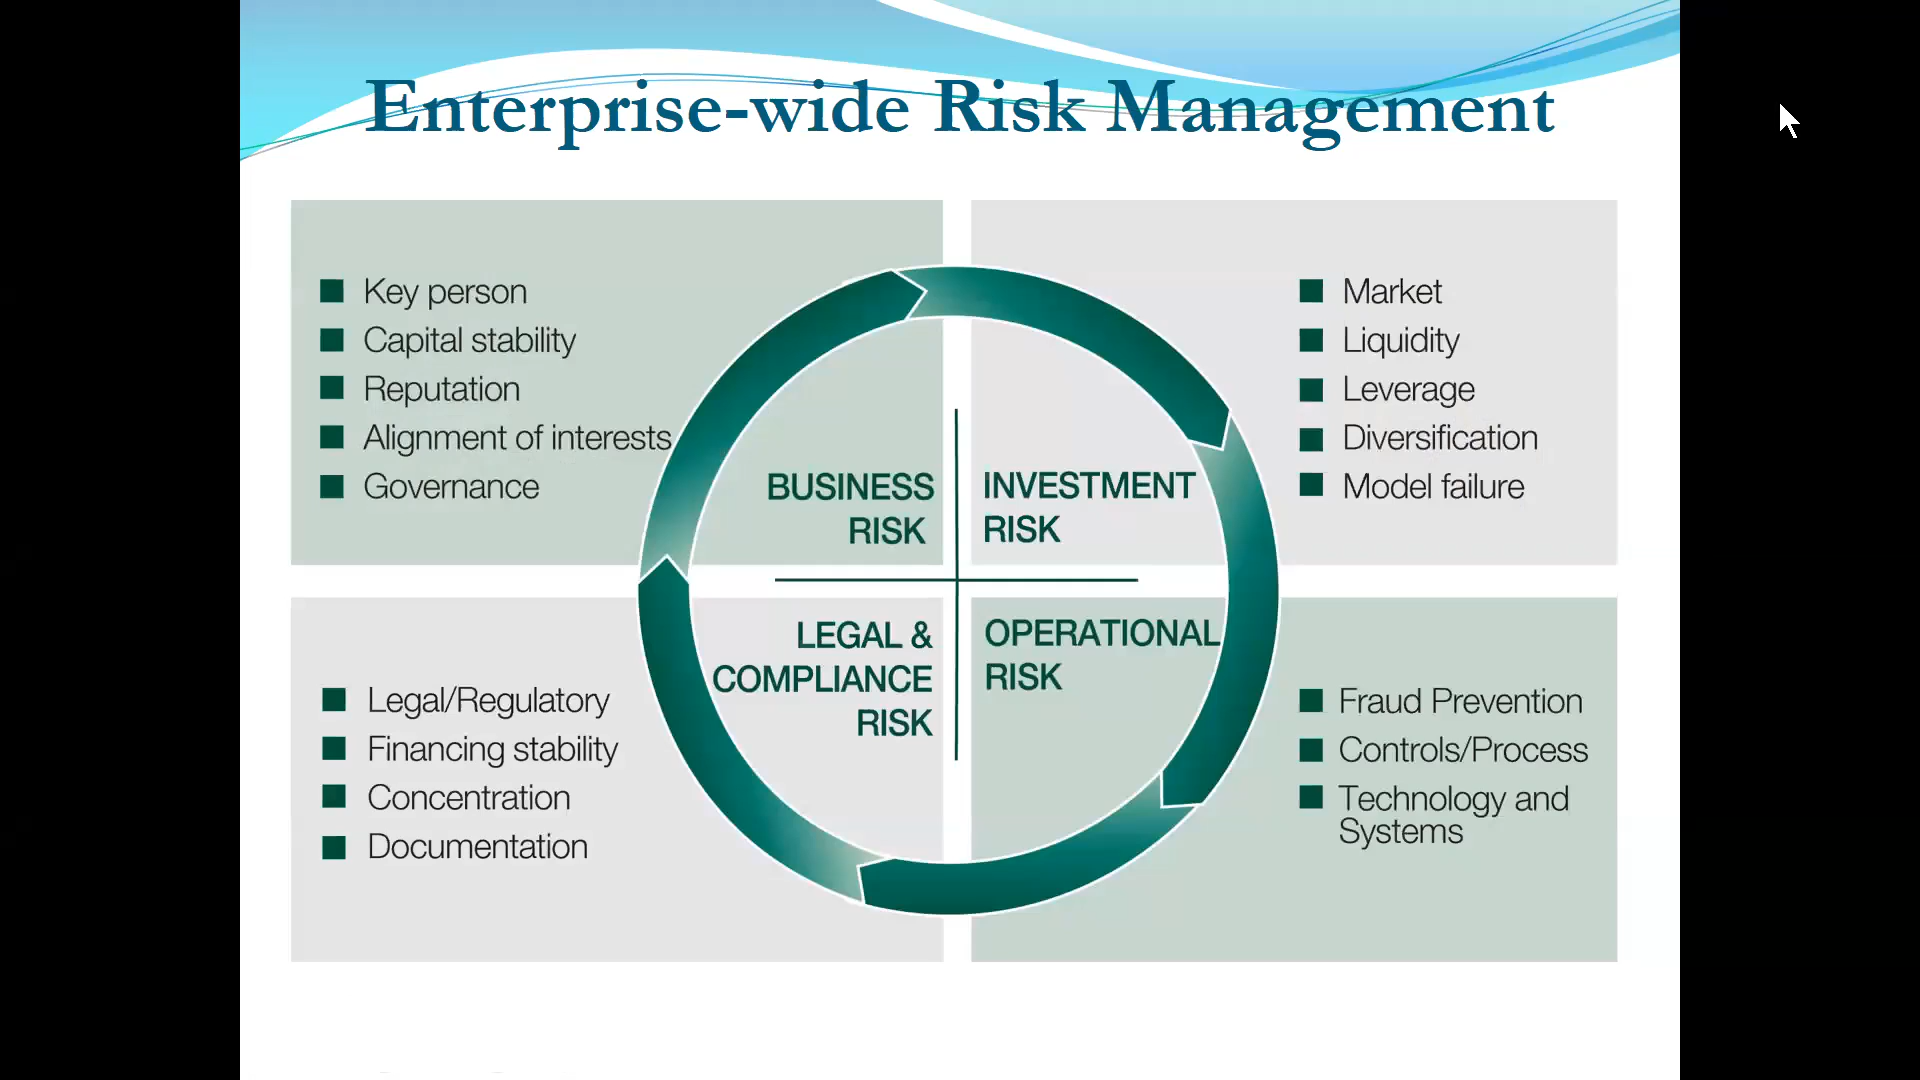 Enterprise-wide Risk Management
Key person
Capital stability
Reputation
Alignment of interests
Governance
BUSINESS
RISK
INVESTMENT
RISK
Market
Liquidity
Leverage
Diversification
Model failure
Legal/Regulatory
Financing stability
Concentration
Documentation
LEGAL &
COMPLIANCE
RISK
OPERATIONAL
RISK
Fraud Prevention
Controls/Process
Technology and
Systems